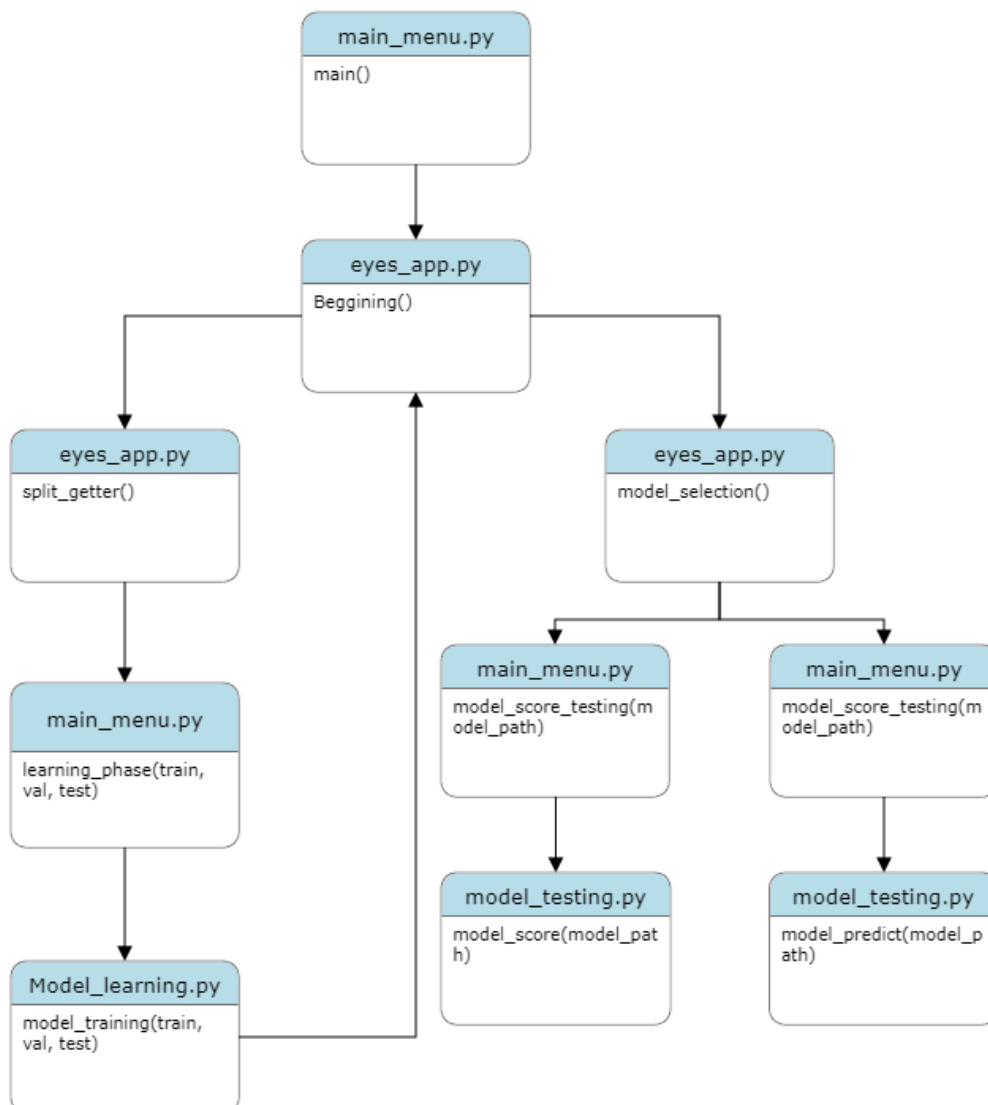 main_menu.py
main()
eyes_app.py
Beggining()
eyes_app.py
split_getter()
eyes_app.py
model_selection()
main_menu.py
model_score_testing(m
odel_path)
main_menu.py
model_score_testing(m
odel_path)
main_menu.py
learning_phase(train,
val, test)
model_testing.py
model_score(model_pat
h)
model_testing.py
model_predict(model_p
ath)
Model_learning.py
model_training(train,
val, test)